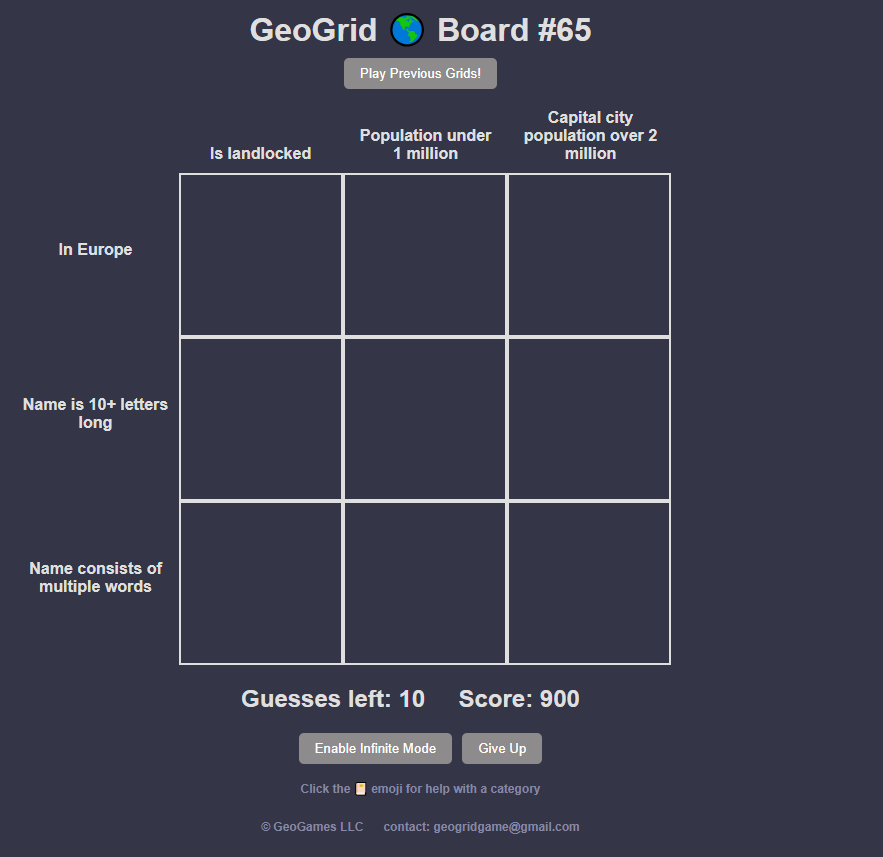 GeoGrid 🌎 Board #65
Play Previous Grids!
Capital city
Population under
population over 2
Is landlocked
1 million
million
In Europe
Name is 10+ letters
long
Name consists of
multiple words
Guesses left: 10 Score: 900
Enable Infinite Mode Give Up
Click the emoji for help with a category
© GeoGames LLC contact: geogridgame@gmail.com